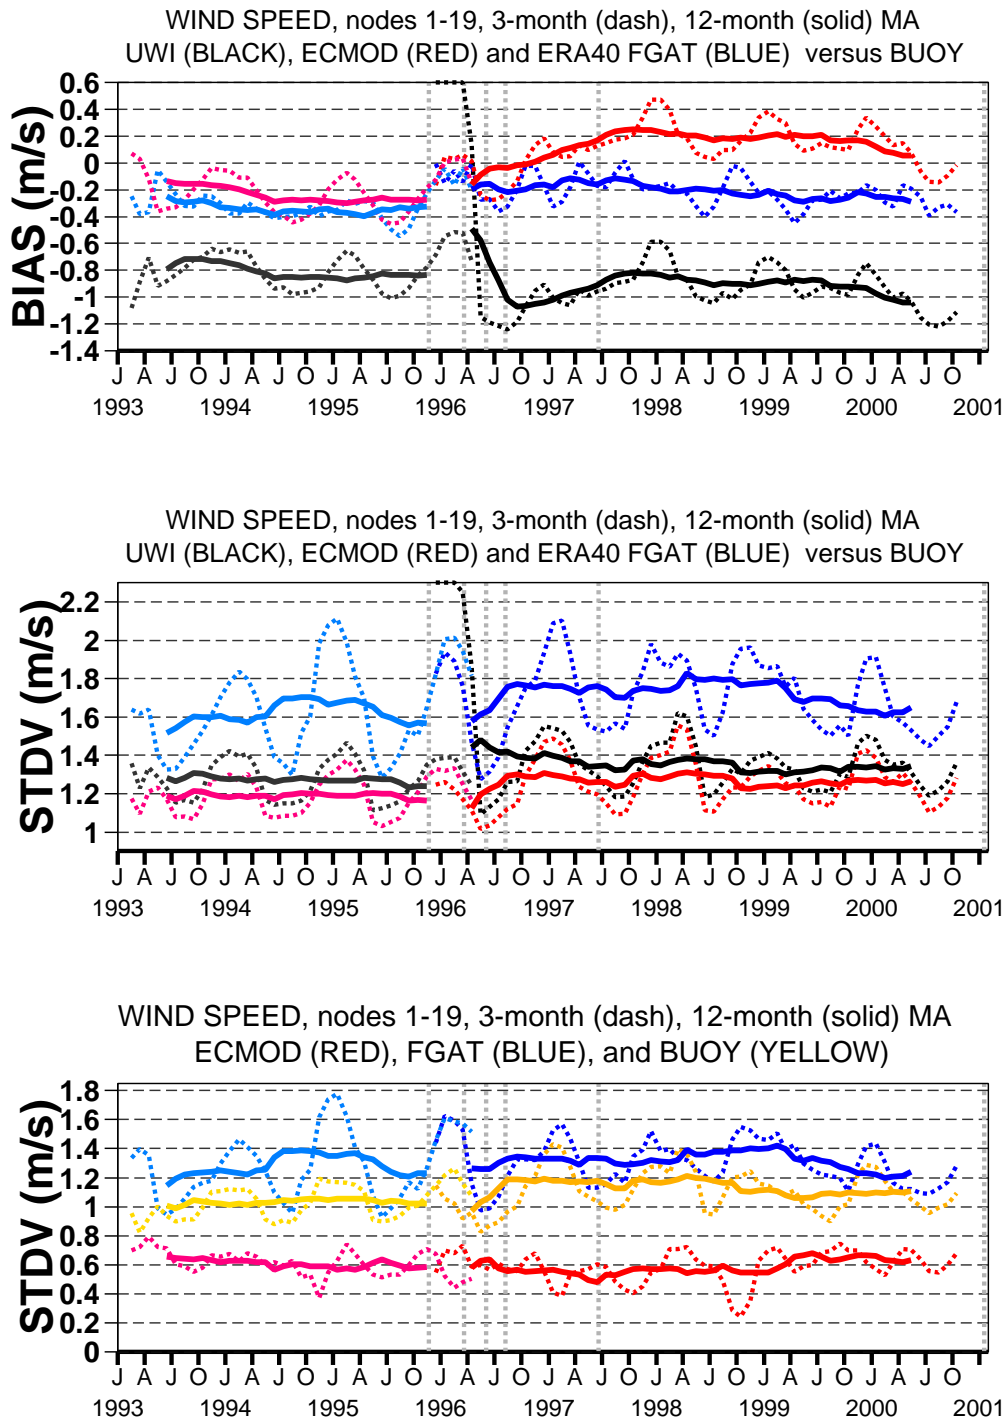 WIND SPEED, nodes 1-19, 3-month (dash), 12-month (solid) MA
UWI (BLACK), ECMOD (RED) and ERA40 FGAT (BLUE) versus BUOY
BIAS (m/s)
0.6
0.4
0.2
0
-0.2
-0.4
-0.6
-0.8
-1
-1.2
-1.4
J A J O J A J O J A J O J A J O J A J O J A J O J A J O J A J O
1993 1994 1995 1996 1997 1998 1999 2000 2001
WIND SPEED, nodes 1-19, 3-month (dash), 12-month (solid) MA
UWI (BLACK), ECMOD (RED) and ERA40 FGAT (BLUE) versus BUOY
STDV (m/s)
2.2
2
1.8
1.6
1.4
1.2
1
J A J O J A J O J A J O J A J O J A J O J A J O J A J O J A J O
1993 1994 1995 1996 1997 1998 1999 2000 2001
WIND SPEED, nodes 1-19, 3-month (dash), 12-month (solid) MA
ECMOD (RED), FGAT (BLUE), and BUOY (YELLOW)
STDV (m/s)
1.8
1.6
1.4
1.2
1
0.8
0.6
0.4
0.2
0
J A J O J A J O J A J O J A J O J A J O J A J O J A J O J A J O
1993 1994 1995 1996 1997 1998 1999 2000 2001